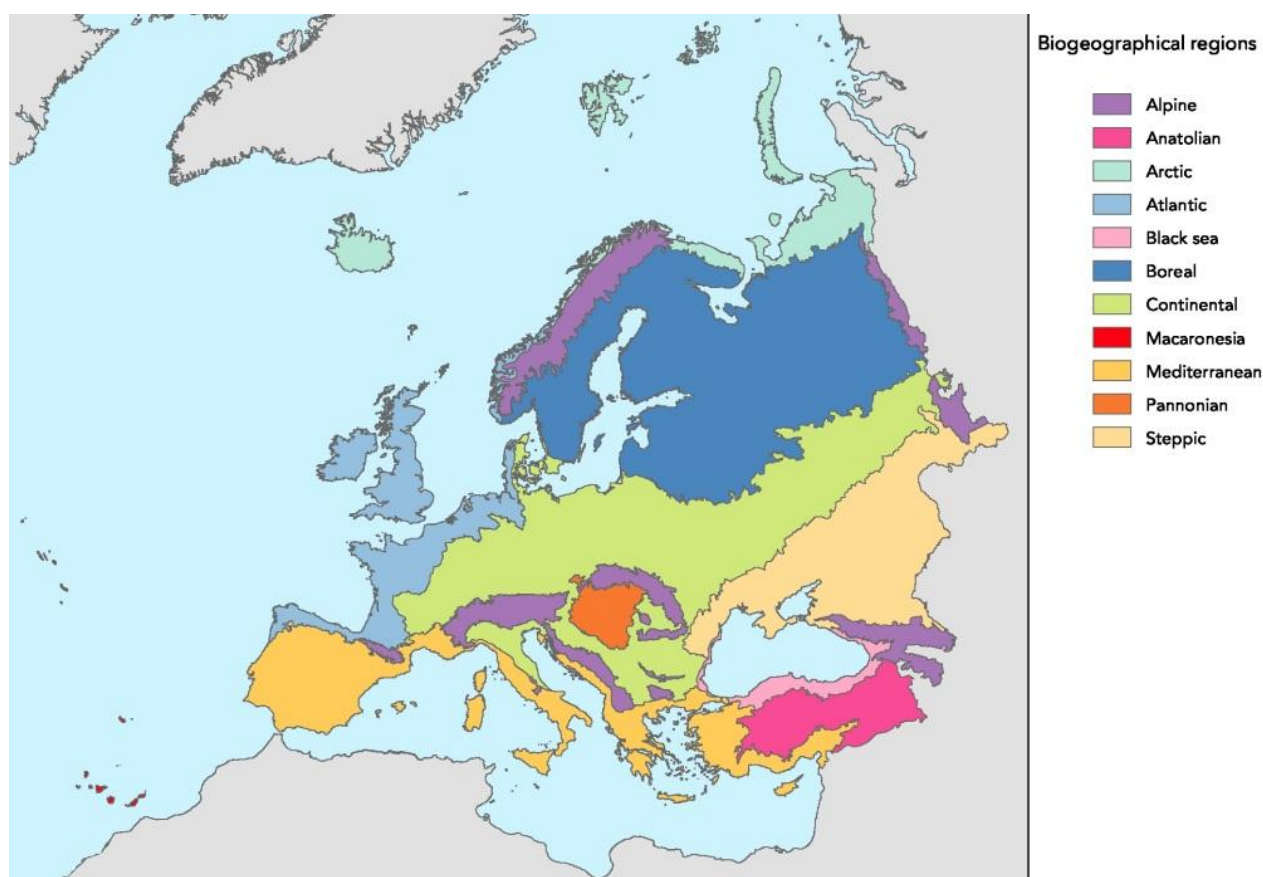 Biogeographical regions
Alpine
Anatolian
Arctic
Atlantic
Black sea
Boreal
Continental
Macaronesia
Mediterranean
Pannonian
Steppic